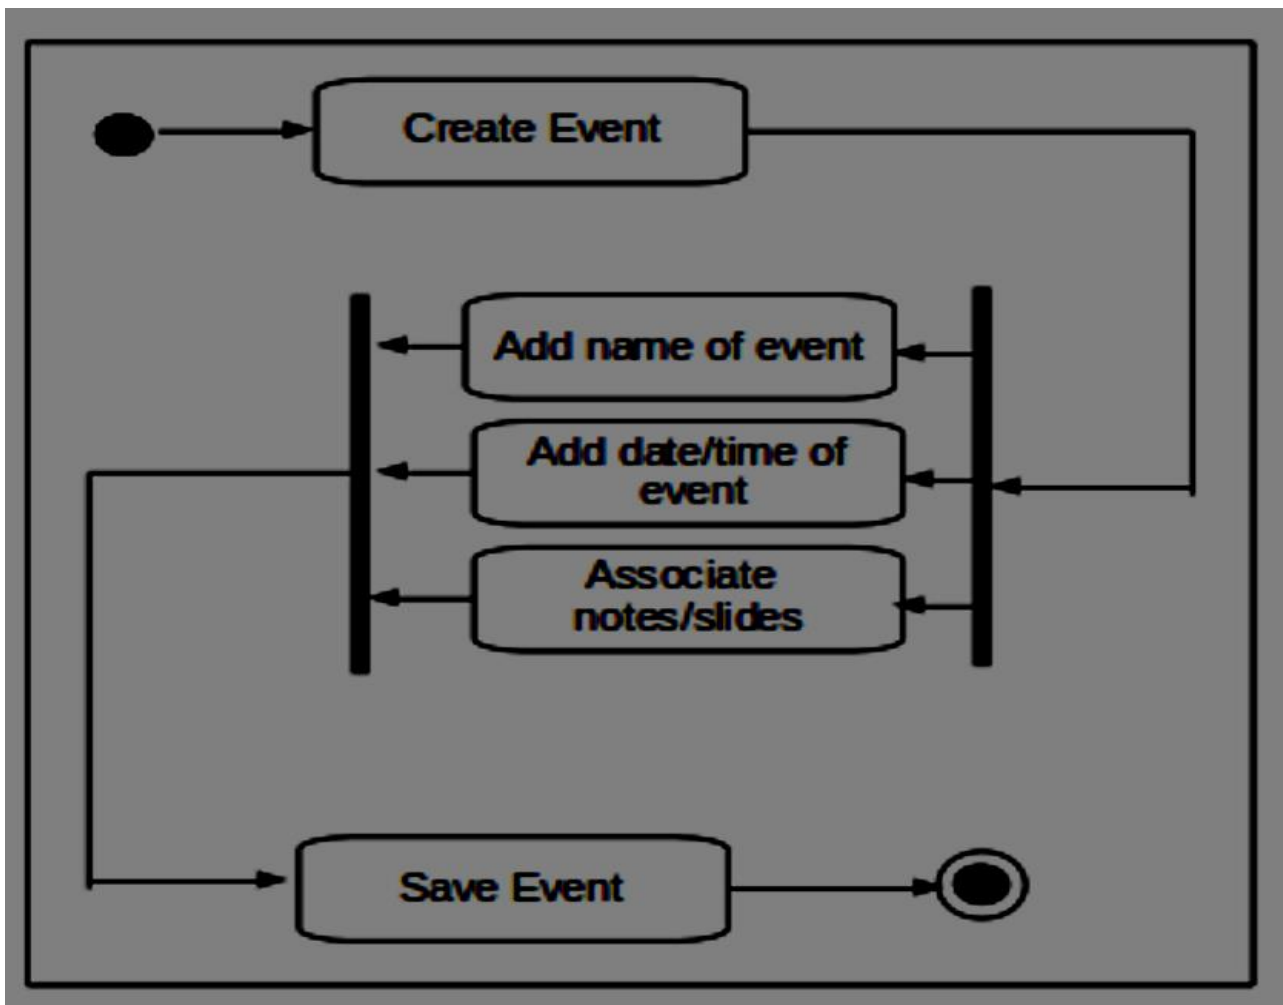 Create Event
Add name of event
Add date/time of
event
Associate
notes/slides
Save Event